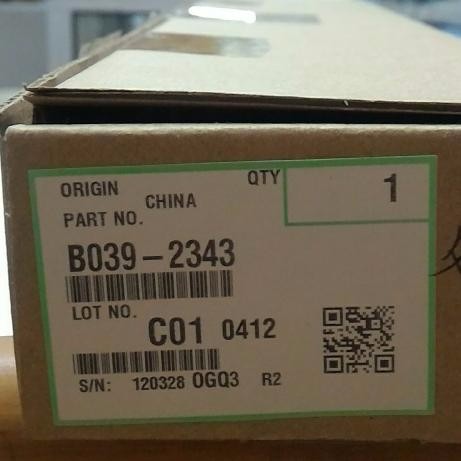 ORIGIN CHINA
QTY 1
PART NO.
B039-2343
LOT NO.
C01 0412
S/N: 120328 0GQ3 R2